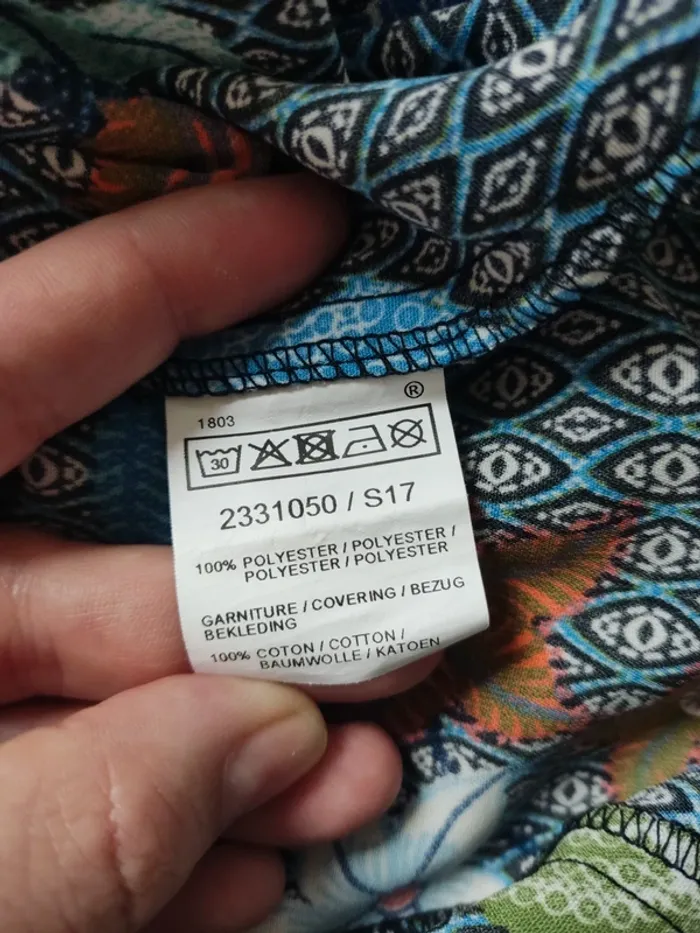 ®
1803
30
2331050 / S17
100% POLYESTER / POLYESTER /
POLYESTER / POLYESTER
GARNITURE / COVERING / BEZUG
BEKLEDING
100% COTON / COTTON /
BAUMWOLLE / KATOEN